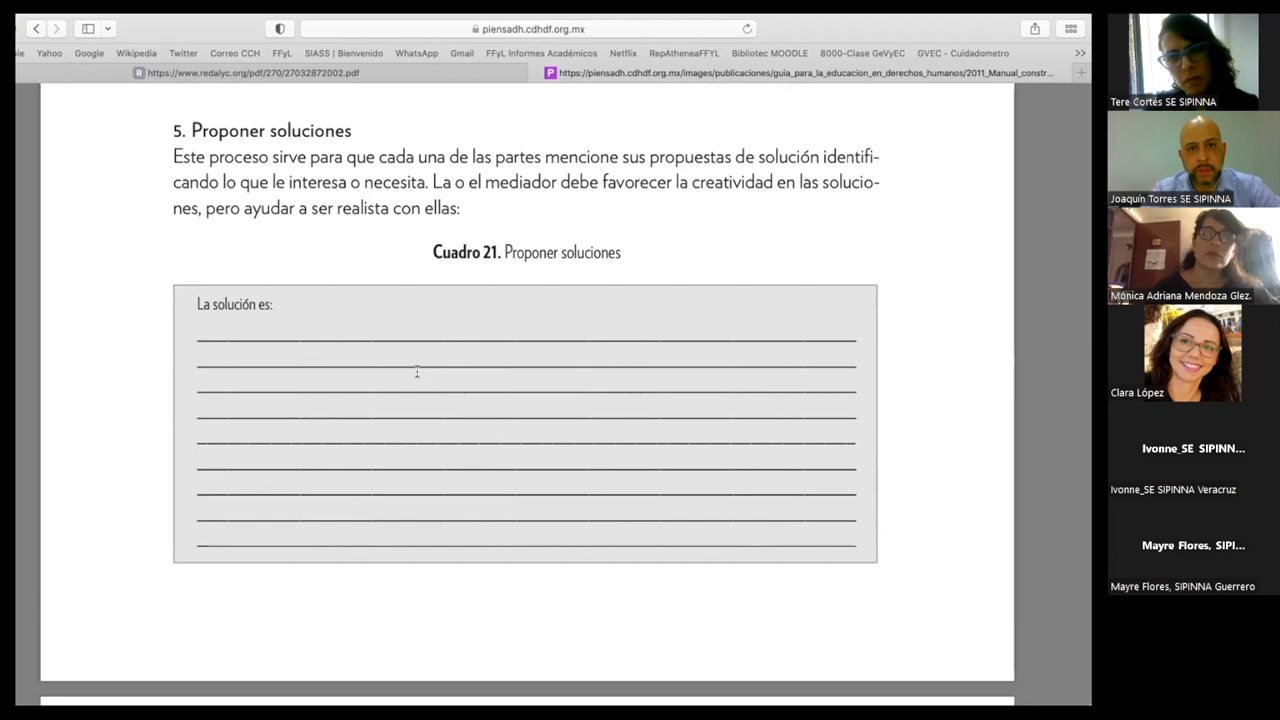 piensadh.cdhdf.org.mx
le Yahoo Google Wikipedia Twitter Correo CCH FFyL SIASS | Bienvenido WhatsApp Gmail FFyL Informes Académicos Netflix RepAtheneaFFYL Bibliotec MOODLE 8000-Clase GeVyEC GVEC - Cuidadometro
R https://www.redalyc.org/pdf/270/27032872002.pdf
P https://piensadh.cdhdf.org.mx/images/publicaciones/guia_para_la_educacion_en_derechos_humanos/2011_Manual_constr...
5. Proponer soluciones
Este proceso sirve para que cada una de las partes mencione sus propuestas de solución identifi-
cando lo que le interesa o necesita. La o el mediador debe favorecer la creatividad en las solucio-
nes, pero ayudar a ser realista con ellas:
Cuadro 21. Proponer soluciones
La solución es:
Tere Cortés SE SIPINNA
Joaquín Torres SE SIPINNA
Mónica Adriana Mendoza Glez.
Clara López
Ivonne_SE SIPINN...
Ivonne_SE SIPINNA Veracruz
Mayre Flores, SIPI...
Mayre Flores, SIPINNA Guerrero